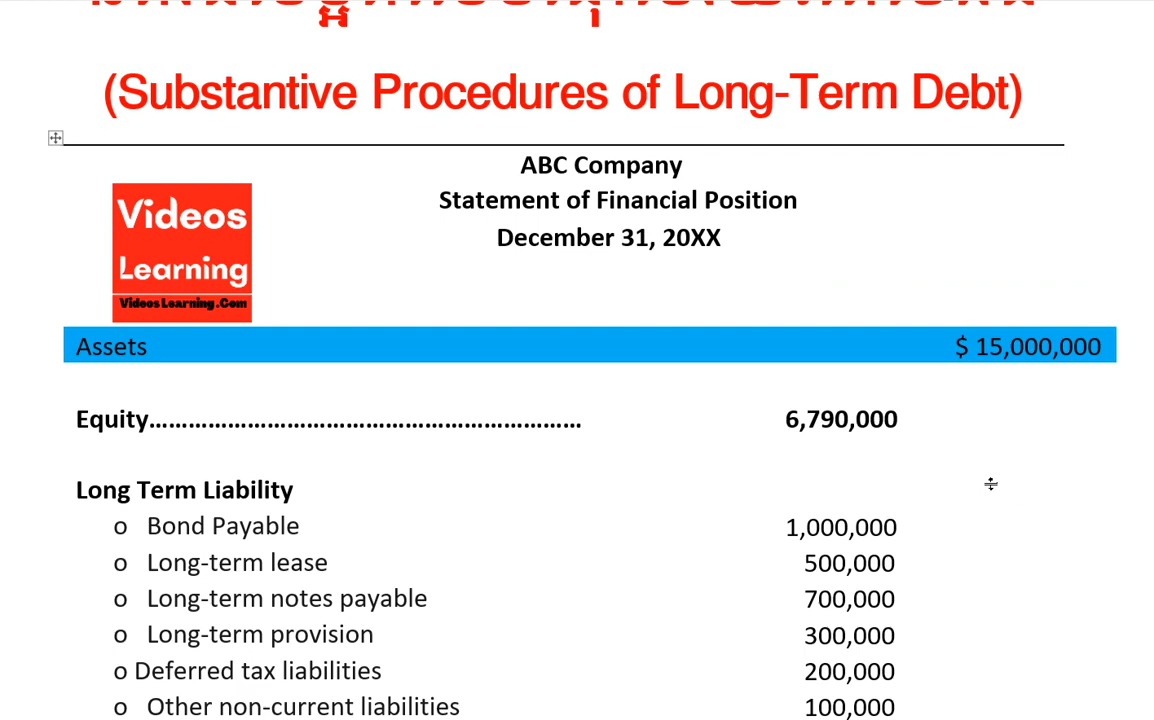 (Substantive Procedures of Long-Term Debt)
ABC Company
Statement of Financial Position
December 31, 20XX
Videos
Learning
VideosLearning.Com
Assets $ 15,000,000
Equity…………………………………………………… 6,790,000
Long Term Liability
o Bond Payable 1,000,000
o Long-term lease 500,000
o Long-term notes payable 700,000
o Long-term provision 300,000
o Deferred tax liabilities 200,000
o Other non-current liabilities 100,000